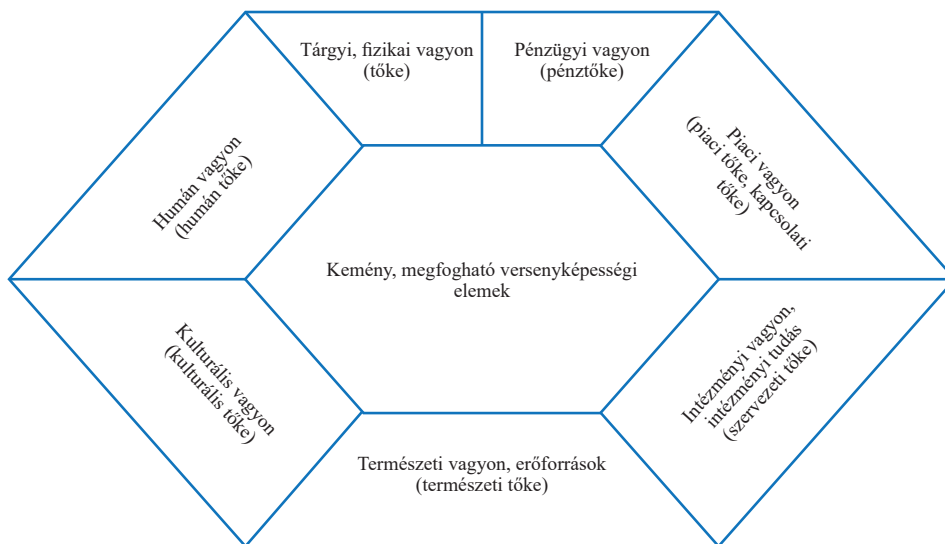 Tárgyi, fizikai vagyon
(tőke)
Pénzügyi vagyon
(pénztőke)
Humán vagyon
(humán tőke)
Piaci vagyon
(piaci tőke, kapcsolati
tőke)
Kemény, megfogható versenyképességi
elemek
Kulturális vagyon
(kulturális tőke)
Intézményi vagyon,
intézményi tudás
(szervezeti tőke)
Természeti vagyon, erőforrások
(természeti tőke)